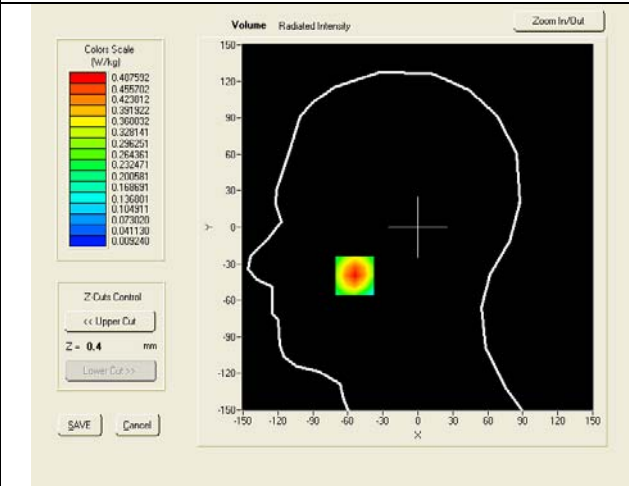 Volume Radiated Intensity
Zoom In/Out
Colors Scale
(W/kg)
0.487592
0.455702
0.423812
0.391922
0.360032
0.328141
0.296251
0.264361
0.232471
0.200581
0.168691
0.136801
0.104911
0.073020
0.041130
0.009240
Z-Cuts Control
<< Upper Cut
Z = 0.4 mm
Lower Cut >>
SAVE Cancel
150
120
90
60
30
0
-30
-60
-90
-120
-150
Y
-150 -120 -90 -60 -30 0 30 60 90 120 150
X